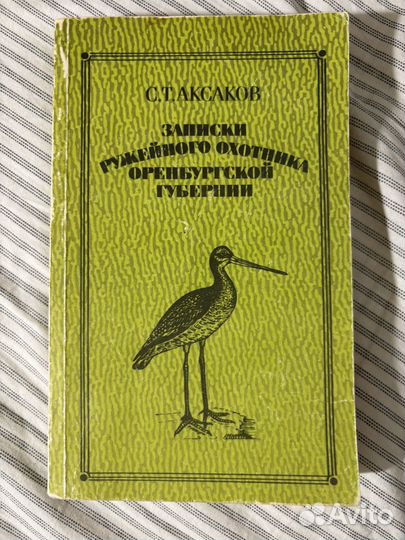 С.Т.АКСАКОВ
ЗАПИСКИ
РУЖЕЙНОГО ОХОТНИКА
ОРЕНБУРГСКОЙ
ГУБЕРНИИ
Avito